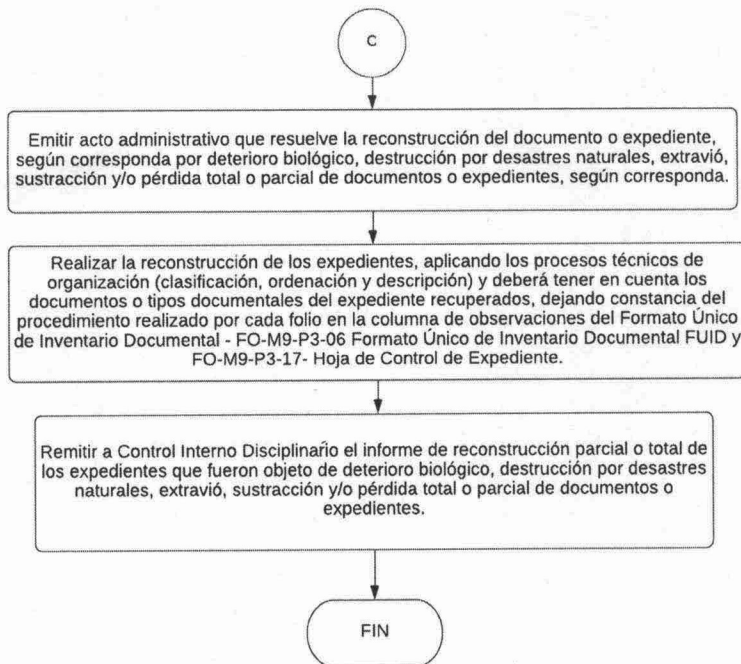 C
Emitir acto administrativo que resuelve la reconstrucción del documento o expediente,
según corresponda por deterioro biológico, destrucción por desastres naturales, extravió,
sustracción y/o pérdida total o parcial de documentos o expedientes, según corresponda.
Realizar la reconstrucción de los expedientes, aplicando los procesos técnicos de
organización (clasificación, ordenación y descripción) y deberá tener en cuenta los
documentos o tipos documentales del expediente recuperados, dejando constancia del
procedimiento realizado por cada folio en la columna de observaciones del Formato Único
de Inventario Documental - FO-M9-P3-06 Formato Único de Inventario Documental FUID y
FO-M9-P3-17- Hoja de Control de Expediente.
Remitir a Control Interno Disciplinario el informe de reconstrucción parcial o total de
los expedientes que fueron objeto de deterioro biológico, destrucción por desastres
naturales, extravió, sustracción y/o pérdida total o parcial de documentos o
expedientes.
FIN